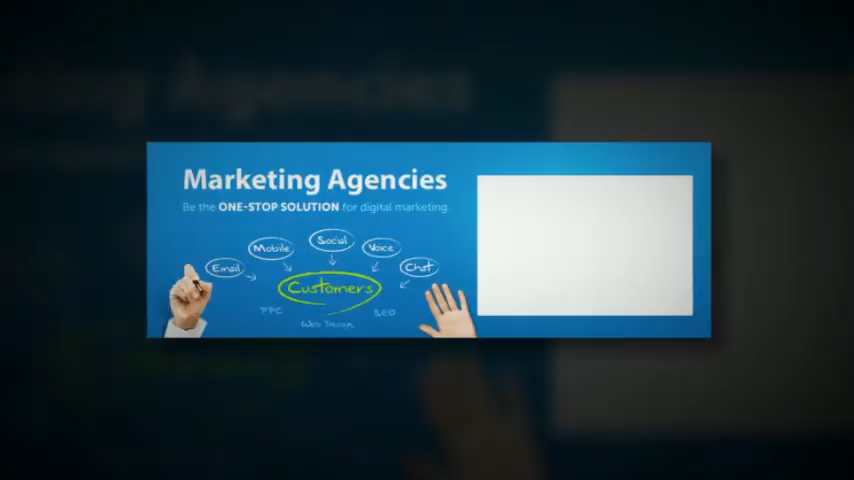 Marketing Agencies
Be the ONE-STOP SOLUTION for digital marketing.
Social
Mobile
Voice
Email
Chat
Customers
PPC
SEO
Web Design